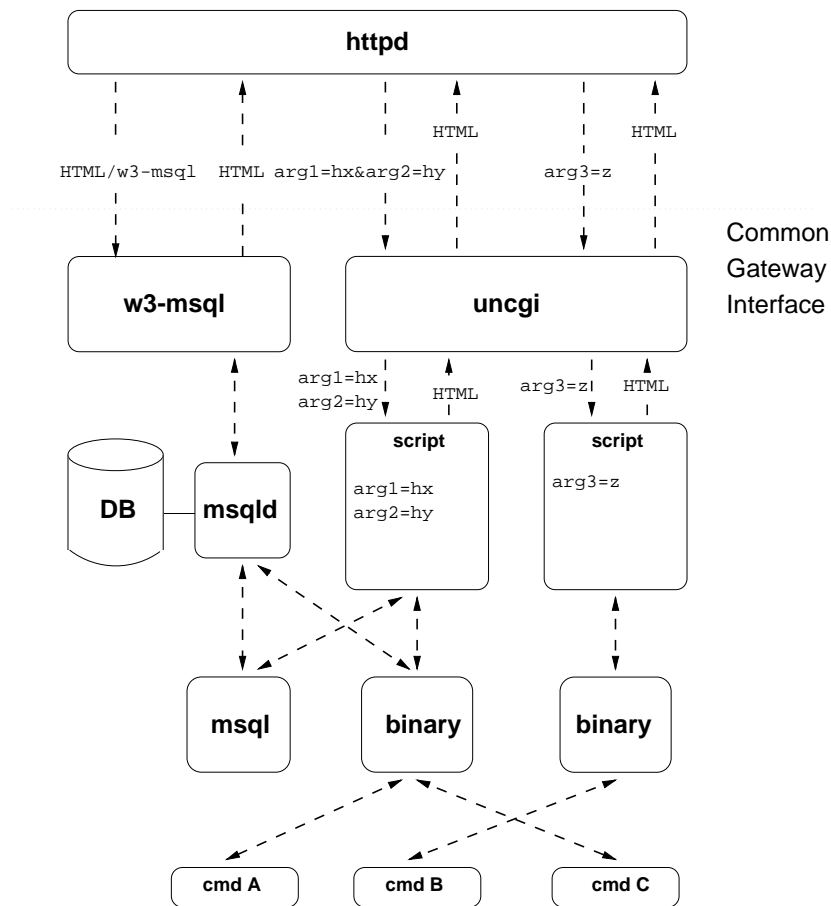 httpd
HTML HTML
HTML/w3-msql HTML arg1=hx&arg2=hy arg3=z
Common
Gateway
Interface
w3-msql uncgi
arg1=hx
arg2=hy
HTML
arg3=z
HTML
script script
arg1=hx
arg2=hy
arg3=z
DB msqld
msql binary binary
cmd A cmd B cmd C